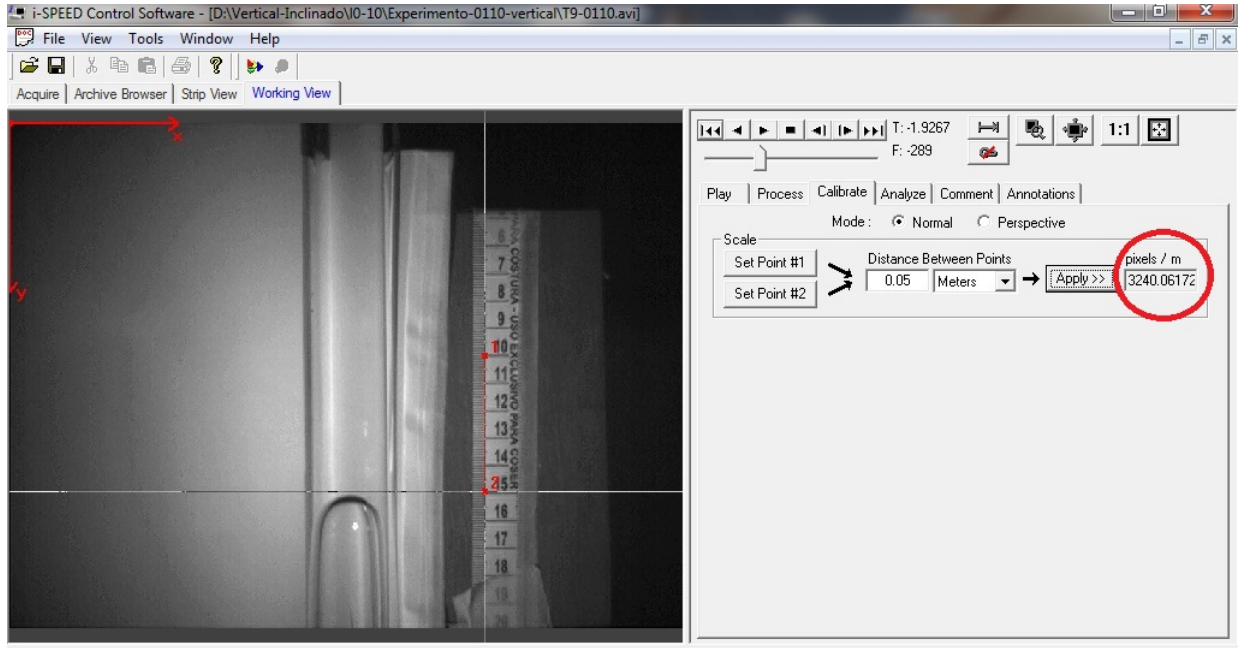 i-SPEED Control Software - [D:\Vertical-Inclinado\I0-10\Experimento-0110-vertical\T9-0110.avi]
File View Tools Window Help
Acquire Archive Browser Strip View Working View
T: -1.9267
1:1
F: -289
Play Process Calibrate Analyze Comment Annotations
Mode : Normal Perspective
Scale
Set Point #1
Distance Between Points
pixels / m
0.05 Meters Apply >> 3240.06172
Set Point #2
x
y
PARA COSTURA - USO EXCLUSIVO PARA COSER
6
7
8
9
1
10
11
12
13
14
2
15
16
17
18
19
20